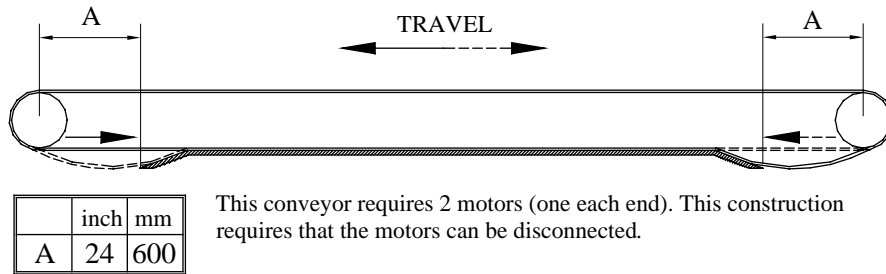 A TRAVEL A
inch mm
A 24 600
This conveyor requires 2 motors (one each end). This construction
requires that the motors can be disconnected.